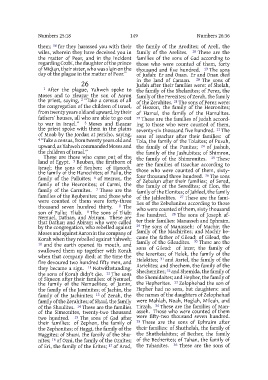 Numbers 25:18
149
Numbers 26:36
them; 18 for they harassed you with their
wiles, wherein they have deceived you in
the matter of Peor, and in the incident
regarding Cozbi, the daughter of the prince
of Midian, their sister, who was slain on the
day of the plague in the matter of Peor."
26
1 After the plague, Yahweh spoke to
Moses and to Eleazar the son of Aaron
the priest, saying, 2 "Take a census of all
the congregation of the children of Israel,
from twenty years old and upward, by their
fathers' houses, all who are able to go out
to war in Israel." 3 Moses and Eleazar
the priest spoke with them in the plains
of Moab by the Jordan at Jericho, saying,
4 "Take a census, from twenty years old and
upward, as Yahweh commanded Moses and
the children of Israel."
These are those who came out of the
land of Egypt. 5 Reuben, the firstborn of
Israel; the sons of Reuben: of Hanoch,
the family of the Hanochites; of Pallu, the
family of the Palluites; 6 of Hezron, the
family of the Hezronites; of Carmi, the
family of the Carmites. 7 These are the
families of the Reubenites; and those who
were counted of them were forty-three
thousand seven hundred thirty. 8 The
son of Pallu: Eliab. 9 The sons of Eliab:
Nemuel, Dathan, and Abiram. These are
that Dathan and Abiram who were called
by the congregation, who rebelled against
Moses and against Aaron in the company of
Korah when they rebelled against Yahweh;
10 and the earth opened its mouth, and
swallowed them up together with Korah
when that company died; at the time the
fire devoured two hundred fifty men, and
they became a sign. 11 Notwithstanding,
the sons of Korah didn't die. 12 The sons
of Simeon after their families: of Nemuel,
the family of the Nemuelites; of Jamin,
the family of the Jaminites; of Jachin, the
family of the Jachinites; 13 of Zerah, the
family of the Zerahites; of Shaul, the family
of the Shaulites. 14 These are the families
of the Simeonites, twenty-two thousand
two hundred. 15 The sons of Gad after
their families: of Zephon, the family of
the Zephonites; of Haggi, the family of the
Haggites; of Shuni, the family of the Shu-
nites; 16 of Ozni, the family of the Oznites;
of Eri, the family of the Erites; 17 of Arod,
the family of the Arodites; of Areli, the
family of the Arelites. 18 These are the
families of the sons of Gad according to
those who were counted of them, forty
thousand and five hundred. 19 The sons
of Judah: Er and Onan. Er and Onan died
in the land of Canaan. 20 The sons of
Judah after their families were: of Shelah,
the family of the Shelanites; of Perez, the
family of the Perezites; of Zerah, the family
of the Zerahites. 21 The sons of Perez were:
of Hezron, the family of the Hezronites;
of Hamul, the family of the Hamulites.
22 These are the families of Judah accord-
ing to those who were counted of them,
seventy-six thousand five hundred. 23 The
sons of Issachar after their families: of
Tola, the family of the Tolaites; of Puvah,
the family of the Punites; 24 of Jashub,
the family of the Jashubites; of Shimron,
the family of the Shimronites. 25 These
are the families of Issachar according to
those who were counted of them, sixty-
four thousand three hundred. 26 The sons
of Zebulun after their families: of Sered,
the family of the Seredites; of Elon, the
family of the Elonites; of Jahleel, the family
of the Jahleelites. 27 These are the fami-
lies of the Zebulunites according to those
who were counted of them, sixty thousand
five hundred. 28 The sons of Joseph af-
ter their families: Manasseh and Ephraim.
29 The sons of Manasseh: of Machir, the
family of the Machirites; and Machir be-
came the father of Gilead; of Gilead, the
family of the Gileadites. 30 These are the
sons of Gilead: of Iezer, the family of
the Iezerites; of Helek, the family of the
Helekites; 31 and Asriel, the family of the
Asrielites; and Shechem, the family of the
Shechemites; 32 and Shemida, the family of
the Shemidaites; and Hepher, the family of
the Hepherites. 33 Zelophehad the son of
Hepher had no sons, but daughters: and
the names of the daughters of Zelophehad
were Mahlah, Noah, Hoglah, Milcah, and
Tirzah. 34 These are the families of Man-
asseh. Those who were counted of them
were fifty-two thousand seven hundred.
35 These are the sons of Ephraim after
their families: of Shuthelah, the family of
the Shuthelahites; of Becher, the family
of the Becherites; of Tahan, the family of
the Tahanites. 36 These are the sons of